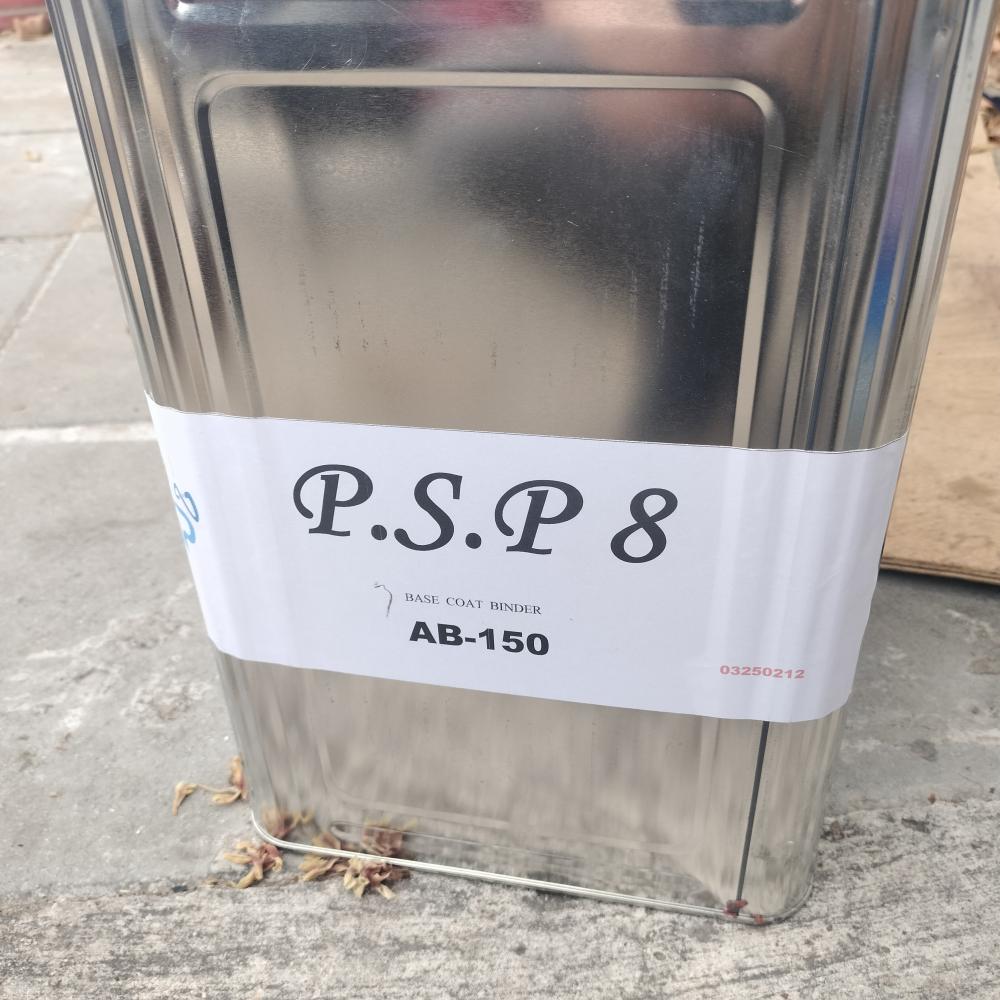 P.S.P 8
BASE COAT BINDER
AB-150
03250212